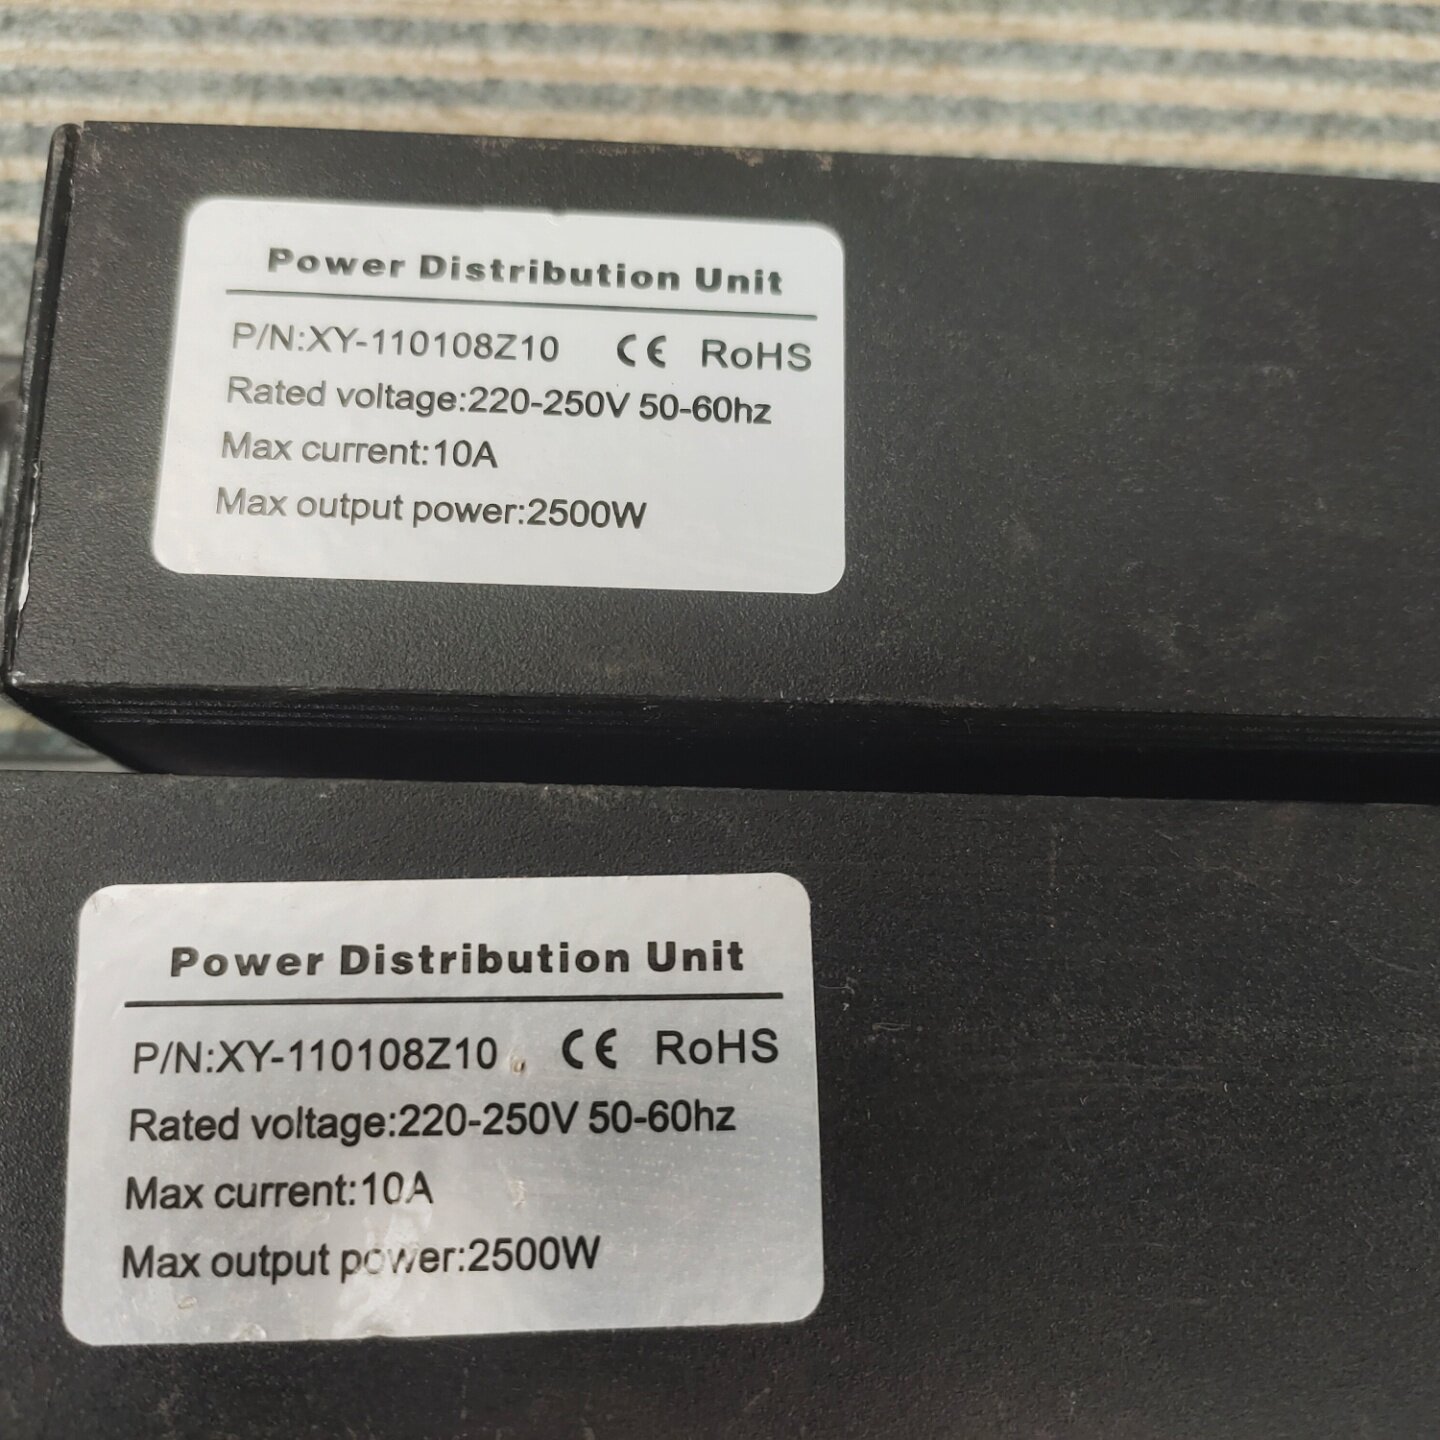 Power Distribution Unit
P/N:XY-110108Z10 CE RoHS
Rated voltage:220-250V 50-60hz
Max current:10A
Max output power:2500W
Power Distribution Unit
P/N:XY-110108Z10 CE RoHS
Rated voltage:220-250V 50-60hz
Max current:10A
Max output power:2500W